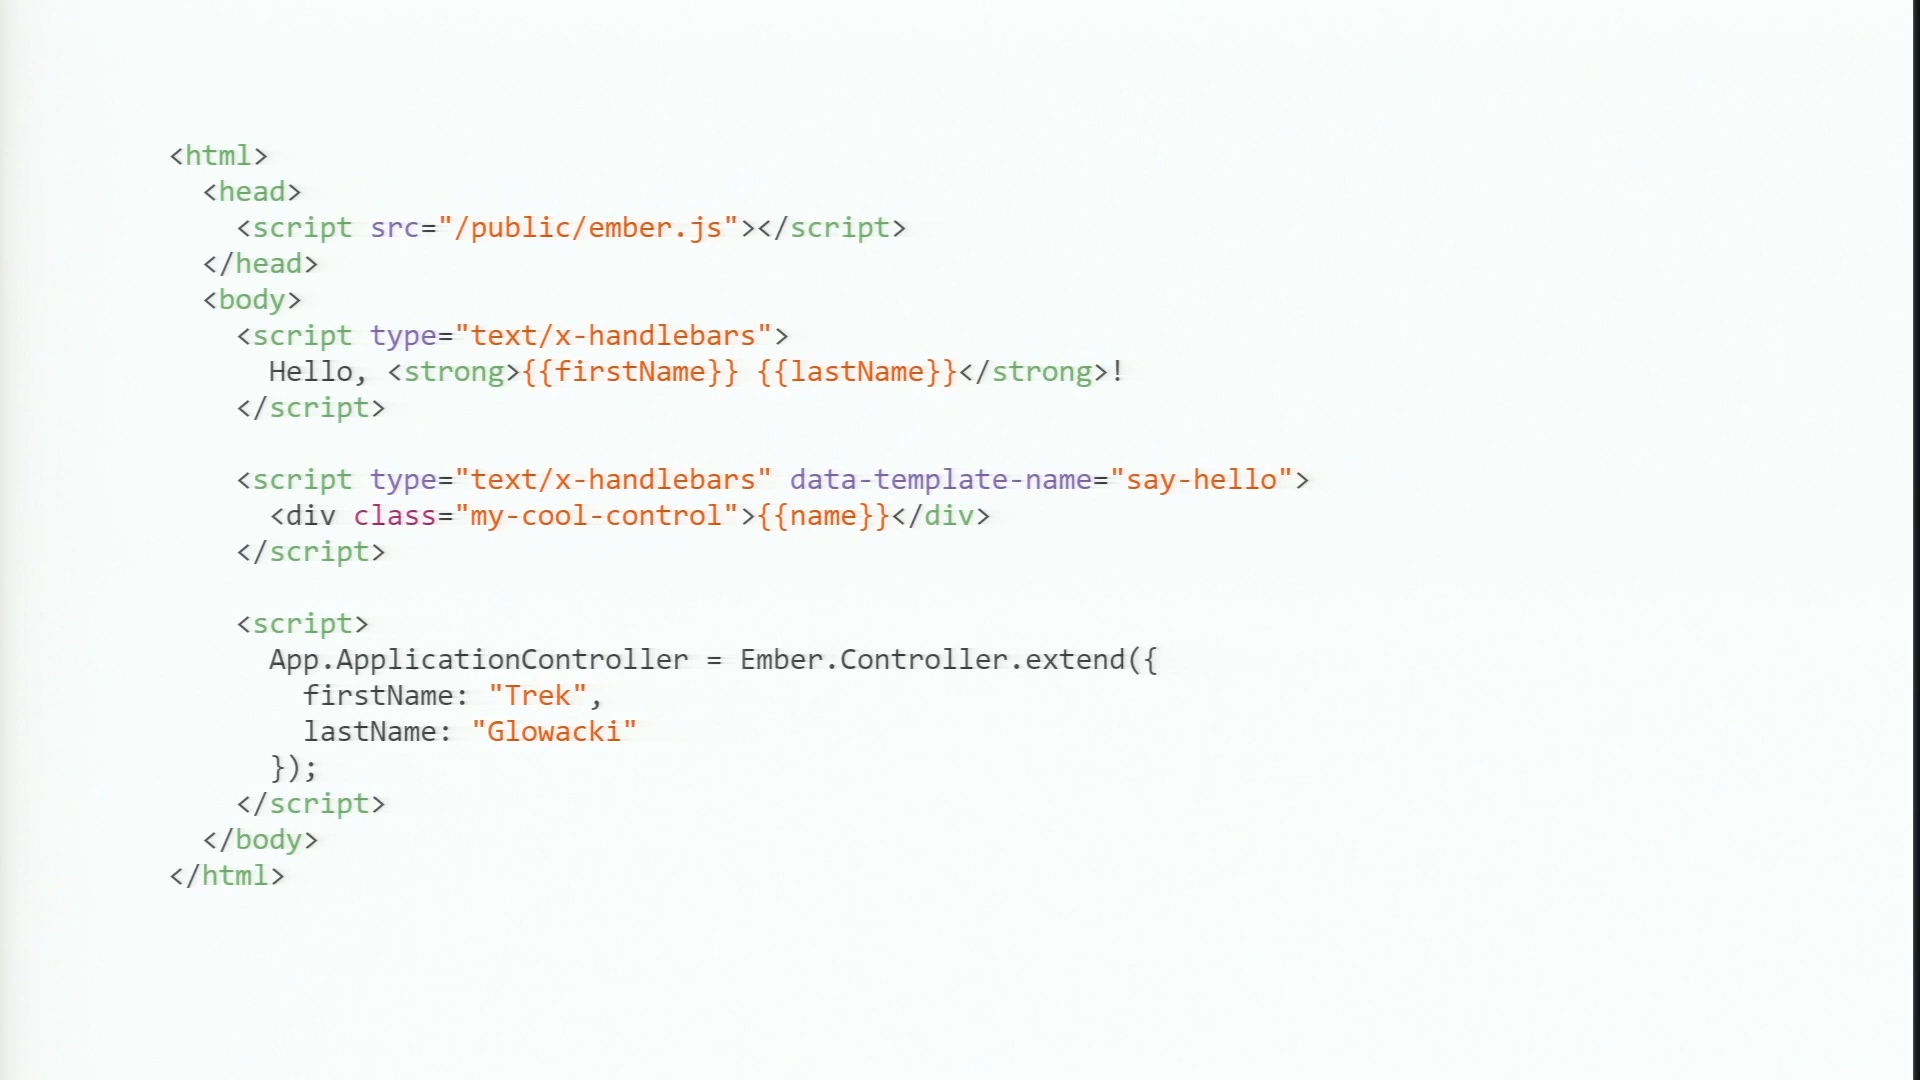 <html>
<head>
<script src="/public/ember.js"></script>
</head>
<body>
<script type="text/x-handlebars">
Hello, <strong>{{firstName}} {{lastName}}</strong>!
</script>
<script type="text/x-handlebars" data-template-name="say-hello">
<div class="my-cool-control">{{name}}</div>
</script>
<script>
App.ApplicationController = Ember.Controller.extend({
firstName: "Trek",
lastName: "Glowacki"
});
</script>
</body>
</html>